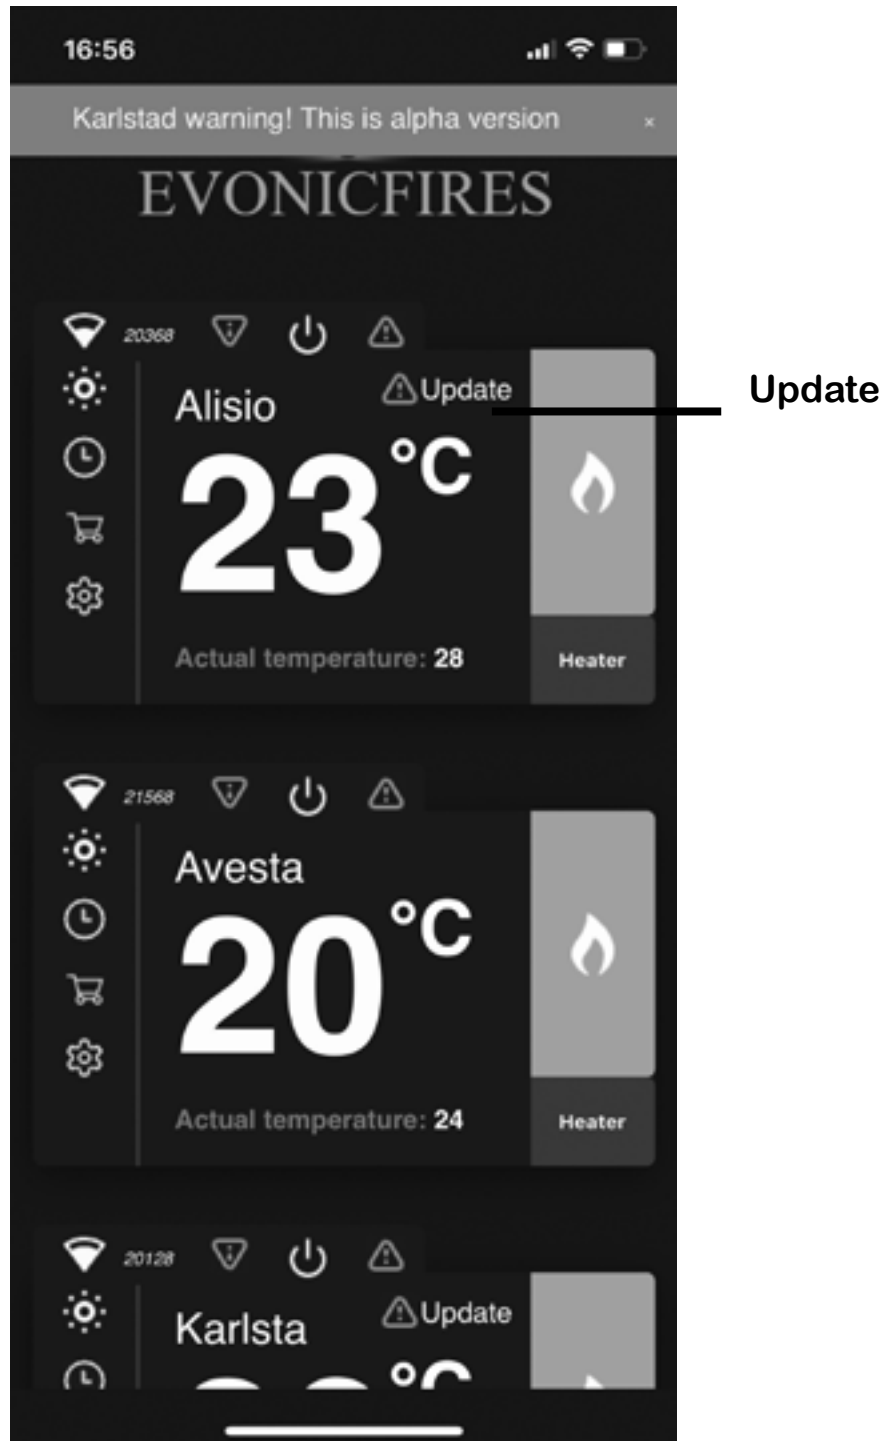 16:56
Karlstad warning! This is alpha version ×
EVONICFIRES
20368
Alisio
Update
Update
23°C
Actual temperature: 28
Heater
21568
Avesta
20°C
Actual temperature: 24
Heater
20128
Karlsta
Update
°C